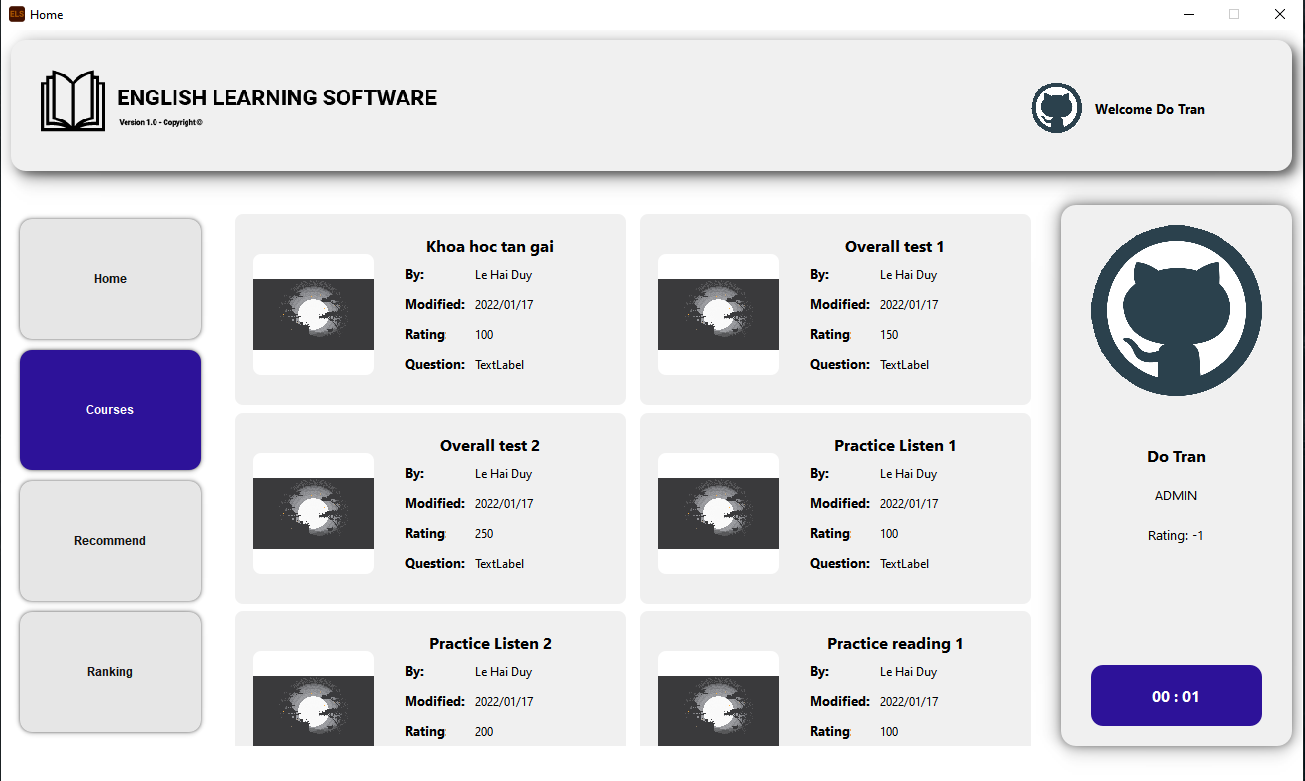 ELS Home
ENGLISH LEARNING SOFTWARE
Version 1.0 - Copyright©
Welcome Do Tran
Home
Courses
Recommend
Ranking
Khoa hoc tan gai
By: Le Hai Duy
Modified: 2022/01/17
Rating: 100
Question: TextLabel
Overall test 1
By: Le Hai Duy
Modified: 2022/01/17
Rating: 150
Question: TextLabel
Overall test 2
By: Le Hai Duy
Modified: 2022/01/17
Rating: 250
Question: TextLabel
Practice Listen 1
By: Le Hai Duy
Modified: 2022/01/17
Rating: 100
Question: TextLabel
Practice Listen 2
By: Le Hai Duy
Modified: 2022/01/17
Rating: 200
Practice reading 1
By: Le Hai Duy
Modified: 2022/01/17
Rating: 100
Do Tran
ADMIN
Rating: -1
00 : 01